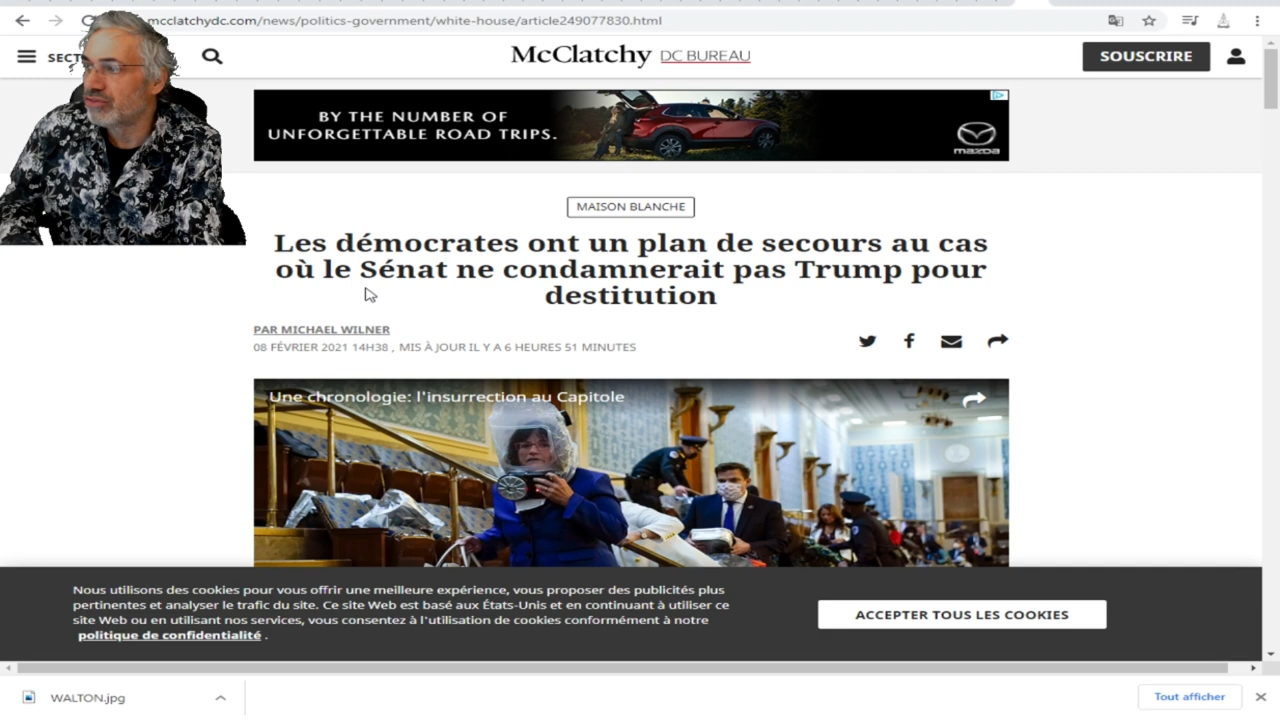 mcclatchydc.com/news/politics-government/white-house/article249077830.html
McClatchy DC BUREAU
SOUSCRIRE
BY THE NUMBER OF
UNFORGETTABLE ROAD TRIPS.
mazda
MAISON BLANCHE
Les démocrates ont un plan de secours au cas
où le Sénat ne condamnerait pas Trump pour
destitution
PAR MICHAEL WILNER
08 FÉVRIER 2021 14H38 , MIS À JOUR IL Y A 6 HEURES 51 MINUTES
Une chronologie: l'insurrection au Capitole
Nous utilisons des cookies pour vous offrir une meilleure expérience, vous proposer des publicités plus
pertinentes et analyser le trafic du site. Ce site Web est basé aux États-Unis et en continuant à utiliser ce
site Web ou en utilisant nos services, vous consentez à l'utilisation de cookies conformément à notre
politique de confidentialité .
ACCEPTER TOUS LES COOKIES
WALTON.jpg
Tout afficher